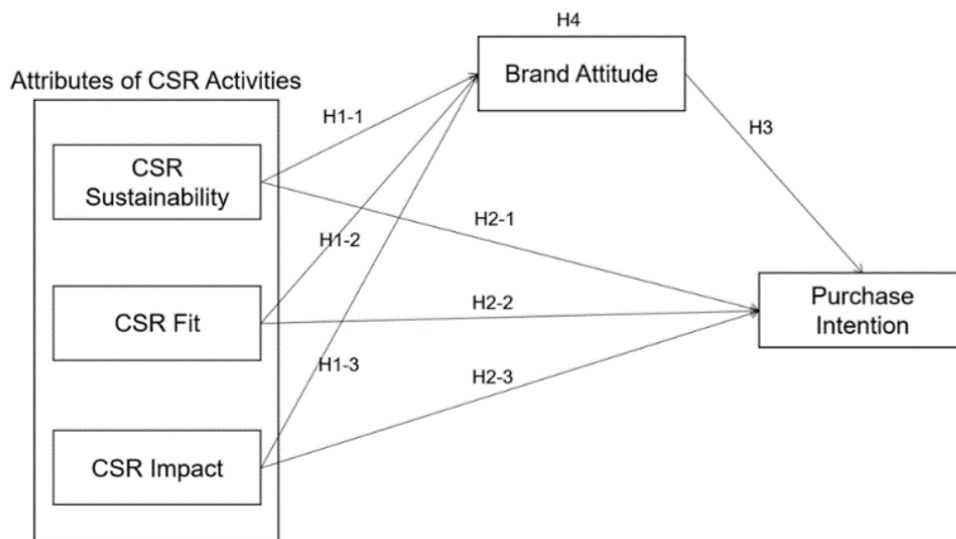 H4
Brand Attitude
Attributes of CSR Activities
H1-1
H3
CSR
Sustainability
H2-1
H1-2
Purchase
Intention
CSR Fit
H2-2
H1-3
H2-3
CSR Impact